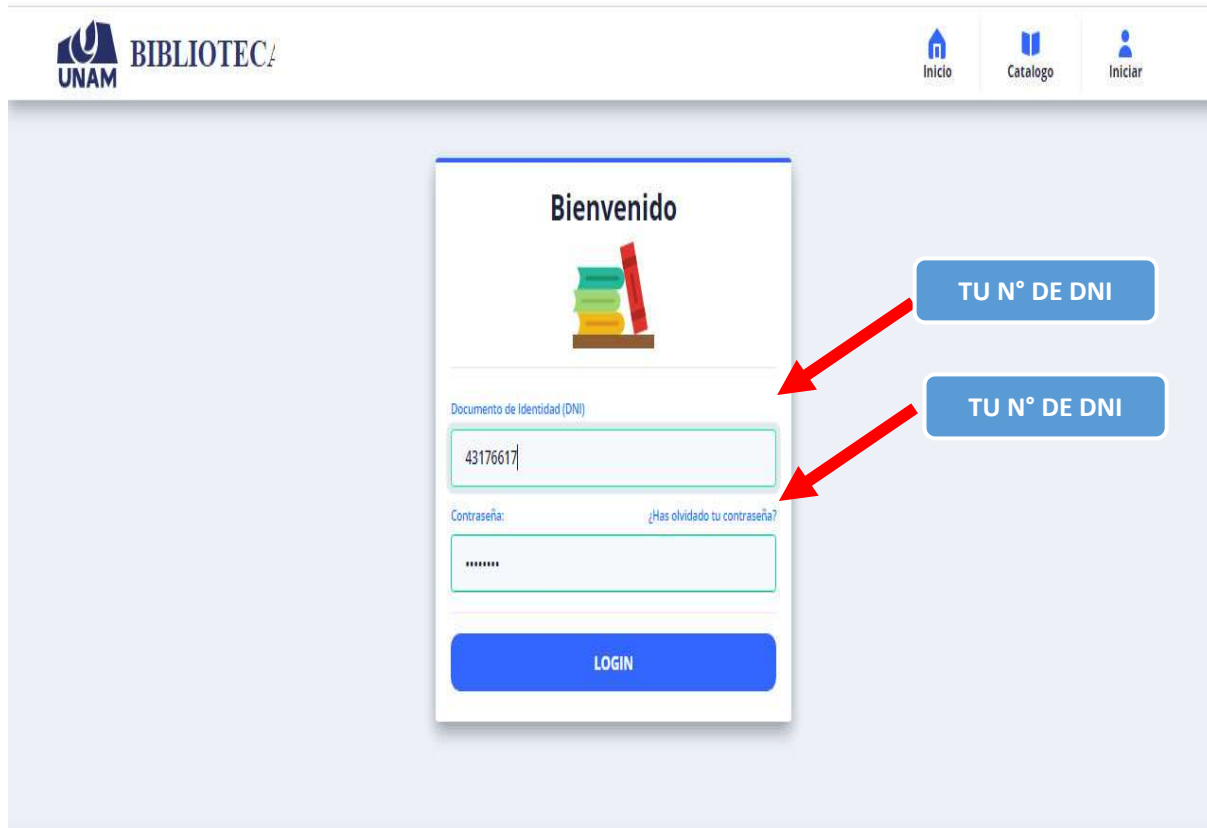 UNAM
BIBLIOTECA
Inicio
Catalogo
Iniciar
Bienvenido
TU N° DE DNI
TU N° DE DNI
Documento de Identidad (DNI)
43176617
Contraseña:
¿Has olvidado tu contraseña?
••••••••
LOGIN